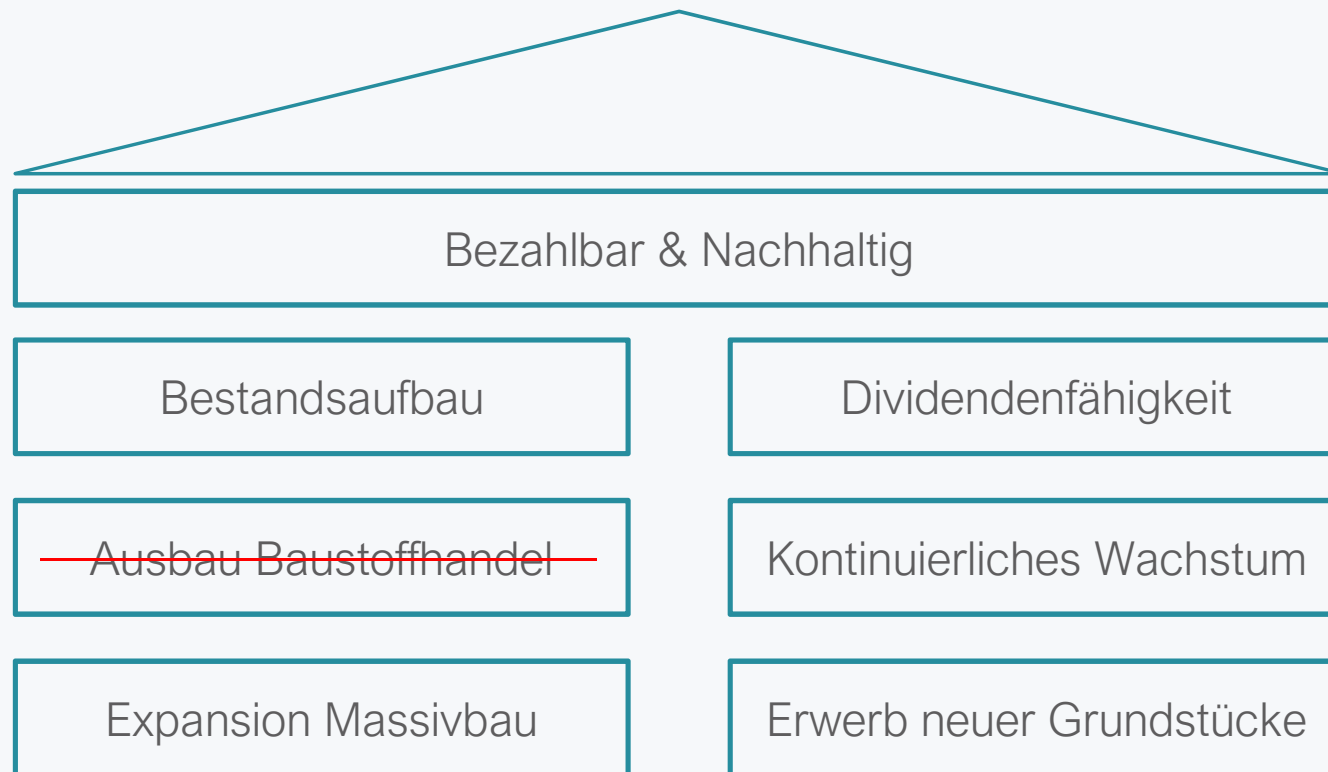 Bezahlbar & Nachhaltig
Bestandsaufbau
Dividendenfähigkeit
Ausbau Baustoffhandel
Kontinuierliches Wachstum
Expansion Massivbau
Erwerb neuer Grundstücke